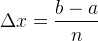 Δx = (b − a)/n